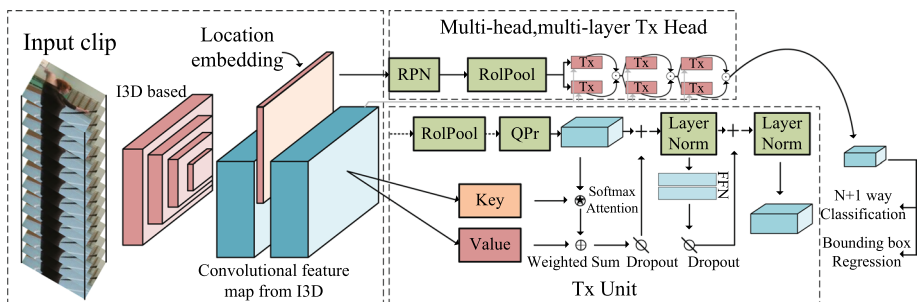 Input clip
I3D based
Location
embedding
Convolutional feature
map from I3D
Multi-head,multi-layer Tx Head
RPN
RolPool
Tx
Tx
Tx
Tx
Tx
Tx
RolPool
QPr
Layer
Norm
Layer
Norm
Key
Softmax
Attention
FFN
Value
Weighted Sum
Dropout
Dropout
Tx Unit
N+1 way
Classification
Bounding box
Regression